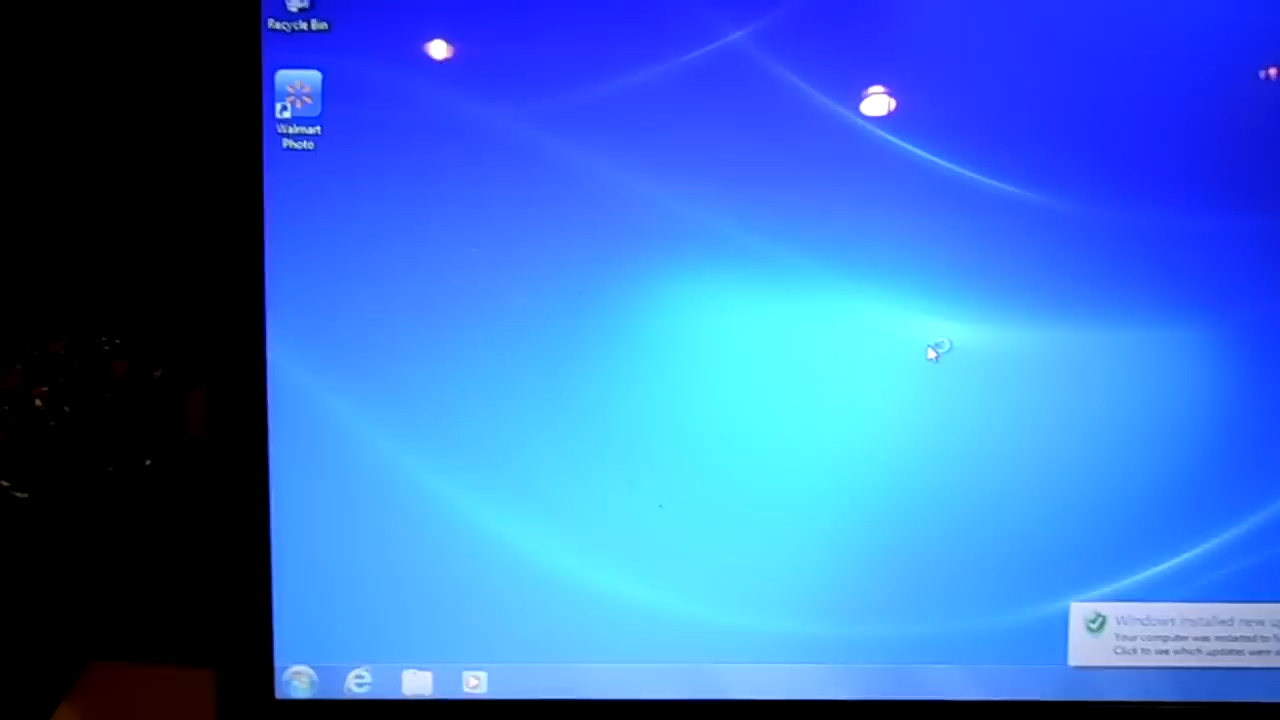 Recycle Bin
Walmart
Photo
Windows installed new
Your computer was restarted to
Click to see which updates were